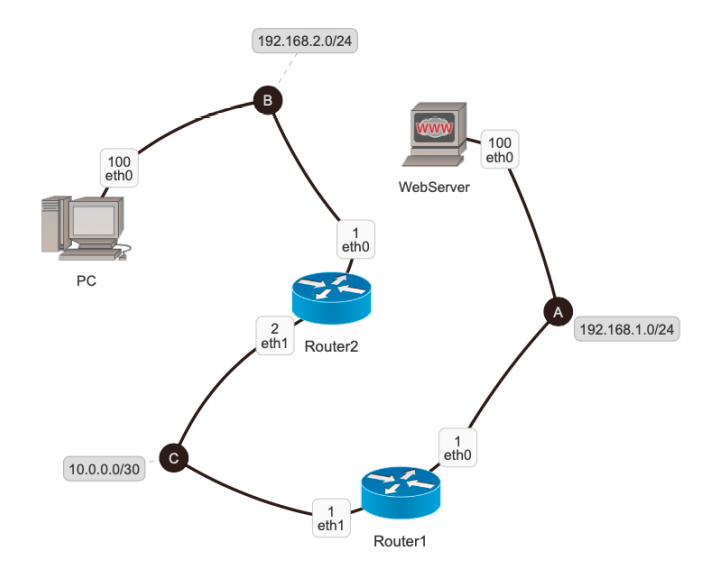 192.168.2.0/24
B
WWW
100
eth0
WebServer
100
eth0
PC
1
eth0
A
192.168.1.0/24
2
eth1
Router2
C
10.0.0.0/30
1
eth0
1
eth1
Router1